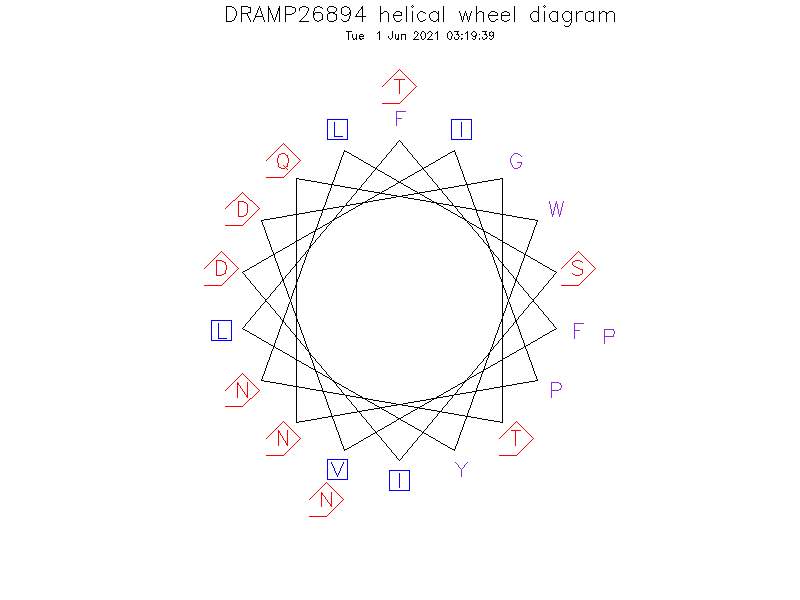 DRAMP26894 helical wheel diagram
Tue 1 Jun 2021 03:19:39
T
F
L I
Q G
D W
D S
L F P
N P
N T
V I Y
N